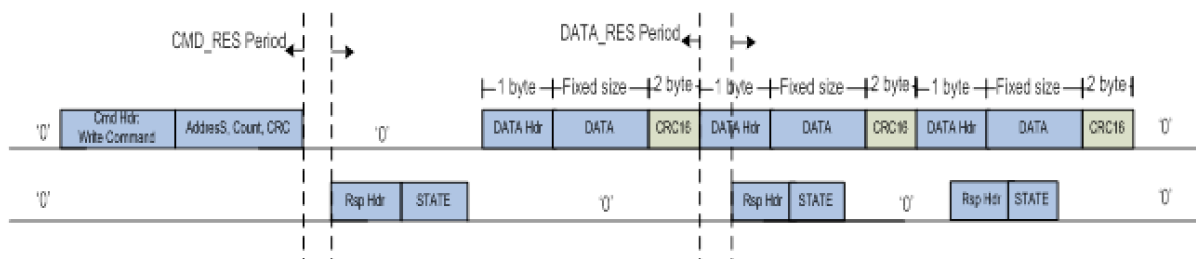 CMD_RES Period
DATA_RES Period
1 byte Fixed size 2 byte 1 byte Fixed size 2 byte 1 byte Fixed size 2 byte
'0' Cmd Hdr: AddresS, Count, CRC '0' DATA Hdr DATA CRC16 DATA Hdr DATA CRC16 DATA Hdr DATA CRC16 '0'
Write Command
'0' Rsp Hdr STATE '0' Rsp Hdr STATE '0' Rsp Hdr STATE '0'